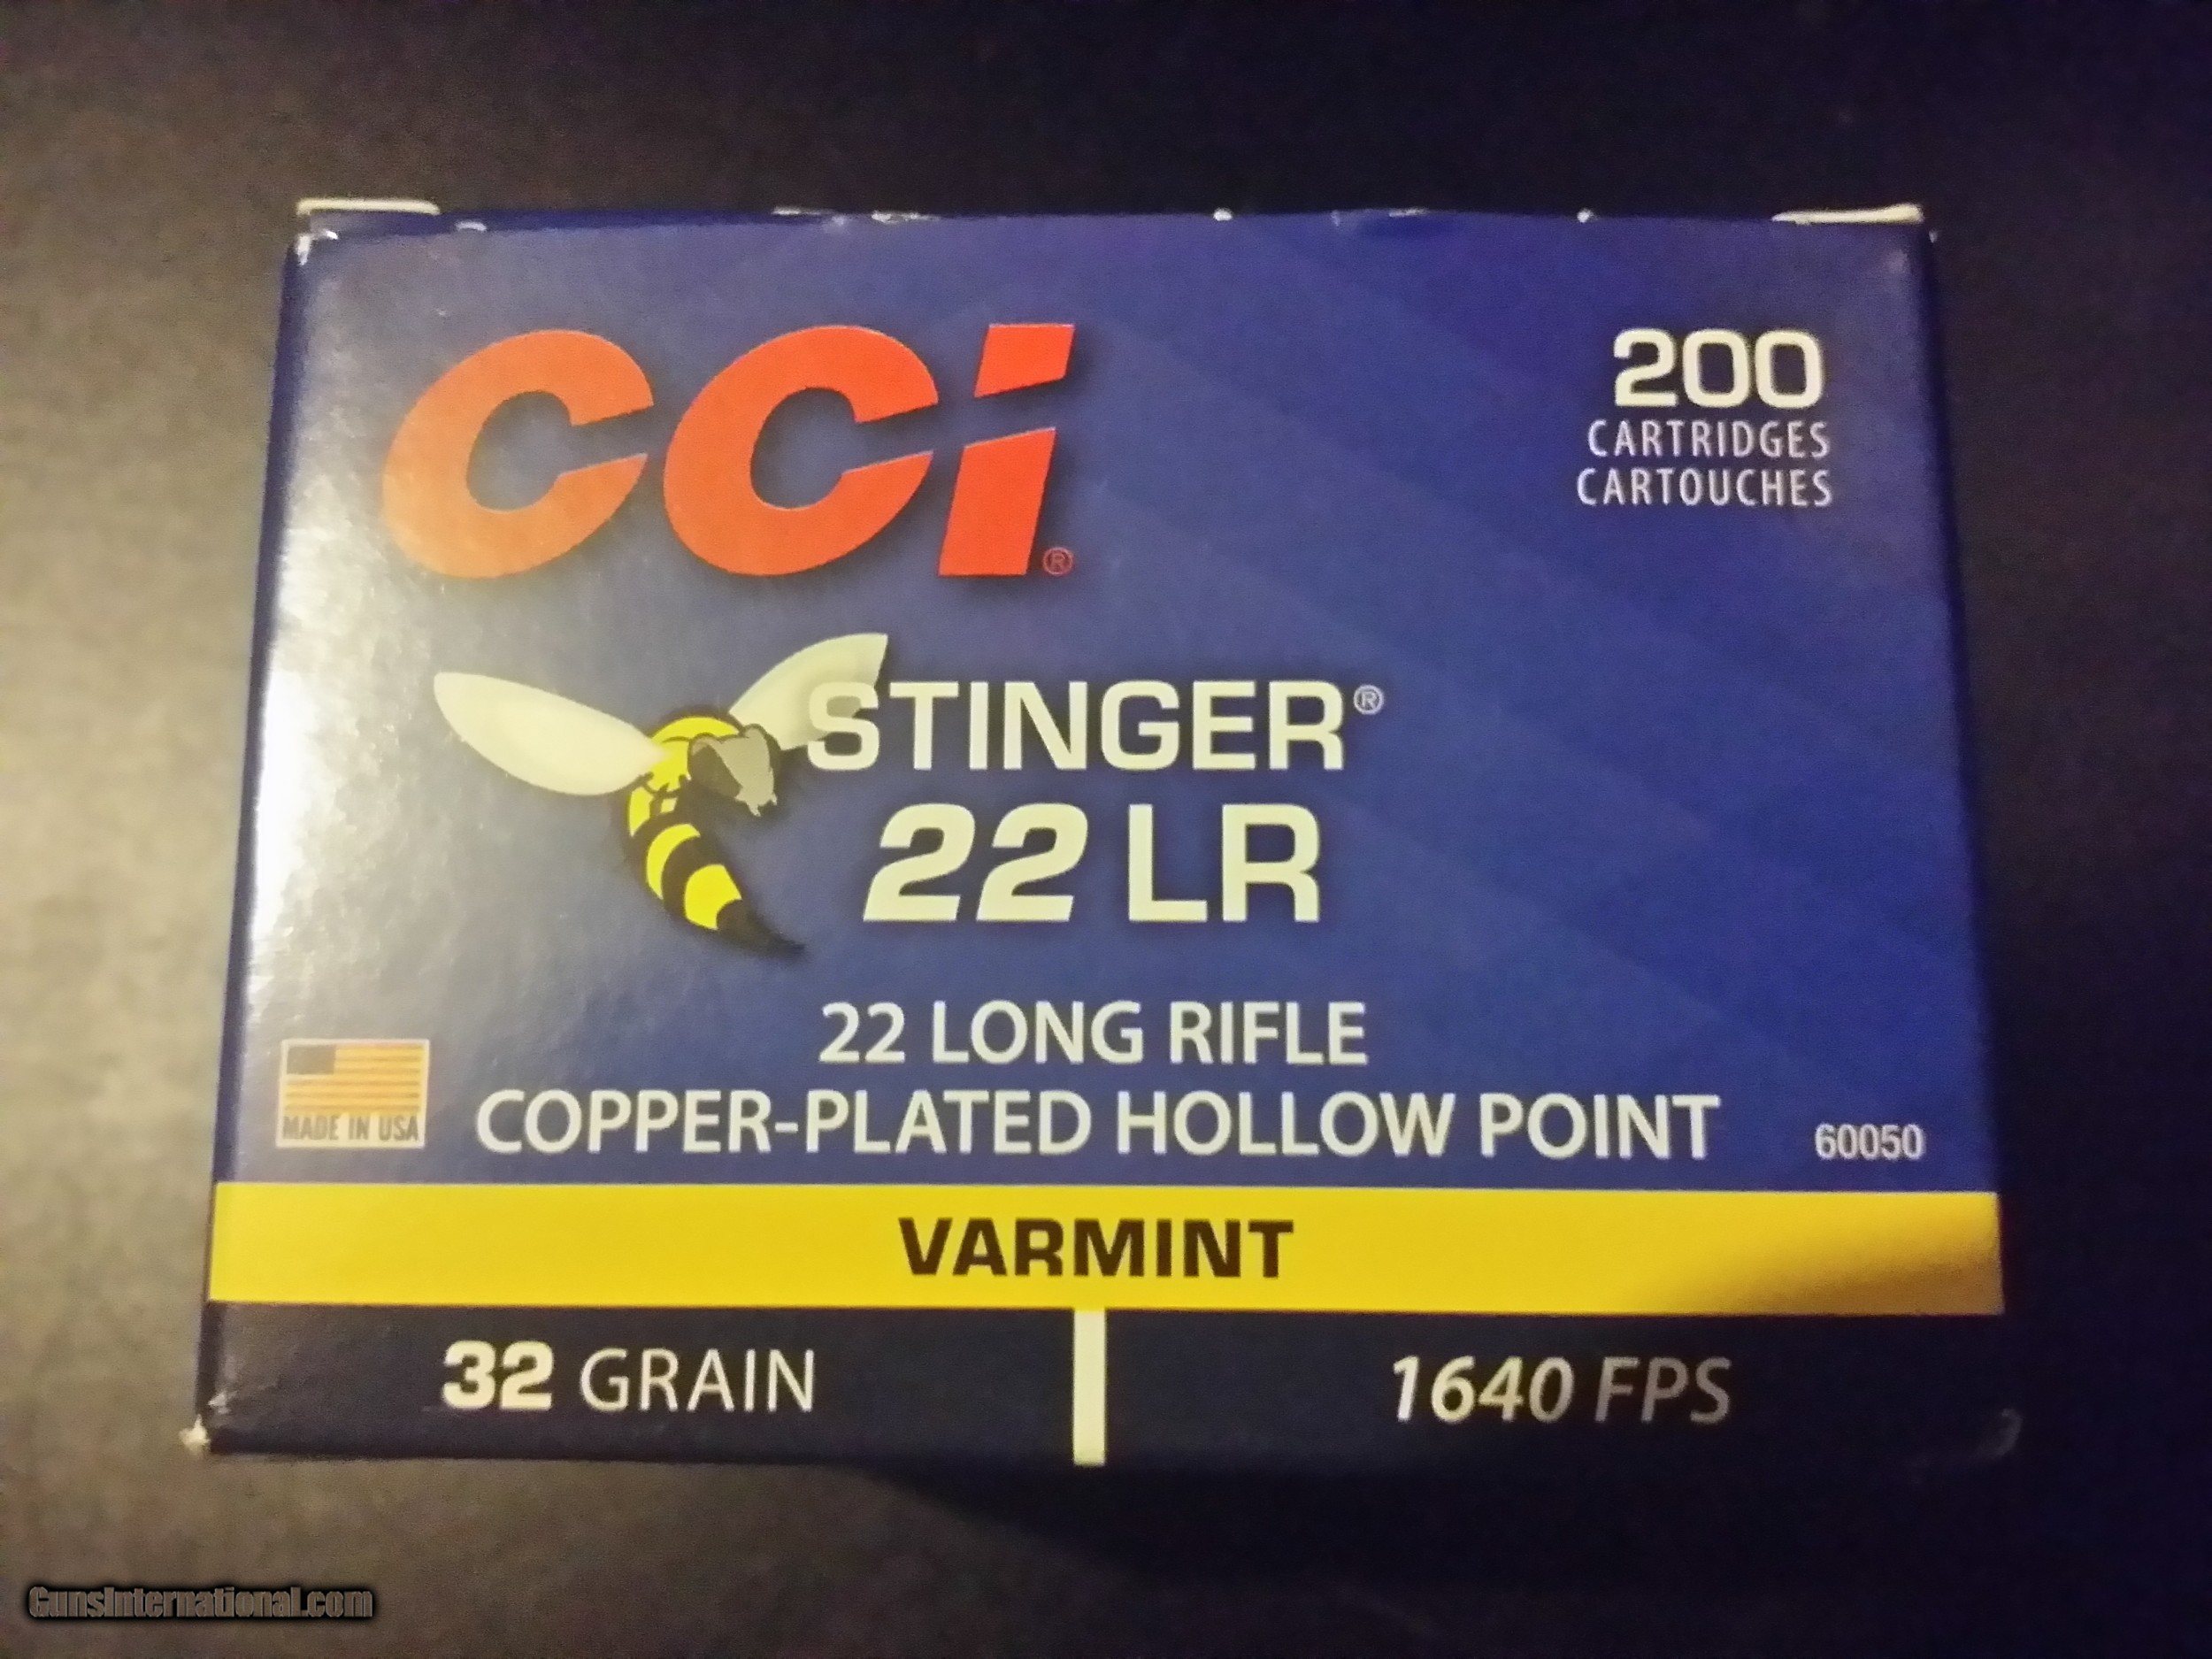 CCI®
200
CARTRIDGES
CARTOUCHES
STINGER®
22 LR
22 LONG RIFLE
COPPER-PLATED HOLLOW POINT
MADE IN USA
60050
VARMINT
32 GRAIN
1640 FPS
GunsInternational.com